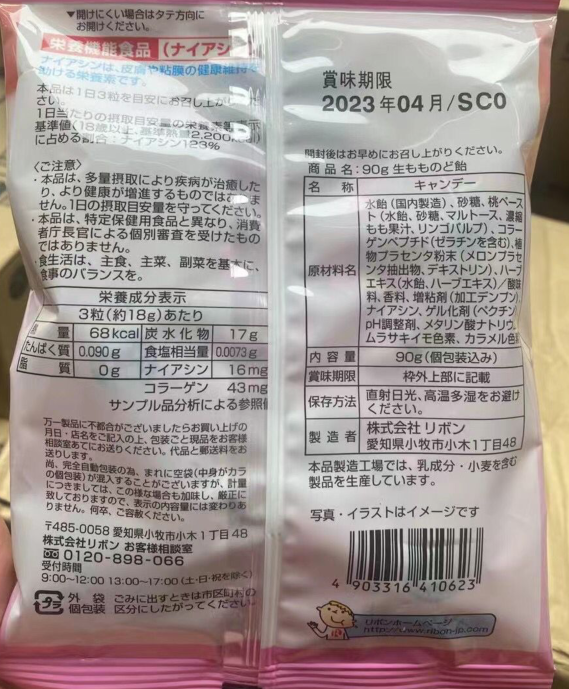 ▼開けにくい場合はタテ方向に
お開けください。
栄養機能食品(ナイアシ
ナイアシンは、皮膚や粘膜の健康維持を
助ける栄養素です。
本品は1日3粒を目安にお召し上が
さい。
1日当たりの摂取目安量の栄養素等表示
基準値(18歳以上、基準熱量2,200kcal)
に占める割合:ナイアシン123%
〈ご注意〉
・本品は、多量摂取により疾病が治癒した
り、より健康が増進するものではありま
せん。1日の摂取目安量を守ってください。
・本品は、特定保健用食品と異なり、消費
者庁長官による個別審査を受けたもの
ではありません。
・食生活は、主食、主菜、副菜を基本に、
食事のバランスを。
栄養成分表示
3粒(約18g)あたり
量 68kcal 炭水化物 17g
たんぱく質 0.090g 食塩相当量 0.0073g
脂質 0g ナイアシン 16mg
コラーゲン 43mg
サンプル品分析による参照値
万一製品に不都合がございましたらお買い上げの
月日・店名をご記入の上、包装ごと現品をお客様
相談室あてにお送りください。代品と郵送料をお
送りします。
尚、完全自動包装の為、まれに空袋(中身がカラ
の個包装)が混入することがございますが、計量
につきましては、この様な場合も加味し、厳正に
致しておりますので、表示の内容量には変わりあ
りません。何卒、ご容赦ください。
〒485-0058 愛知県小牧市小木1丁目48
株式会社 リボン お客様相談室
0120-898-066
受付時間
9:00~12:00 13:00~17:00(土・日・祝を除く)
プラ 外袋 ごみに出すときは市区町村の
個包装 区分にしたがってください。
賞味期限
2023年04月/SC0
開封後はお早めにお召し上がりください。
商品名:90g 生もものど飴
名称 キャンデー
原材料名 水飴(国内製造)、砂糖、桃ペース
ト(水飴、砂糖、マルトース、濃縮
もも果汁、リンゴパルプ)、コラー
ゲンペプチド(ゼラチンを含む)、植
物プラセンタ粉末(メロンプラセ
ンタ抽出物、デキストリン)、ハーブ
エキス(水飴、ハーブエキス)/酸味
料、香料、増粘剤(加工デンプン)、
ナイアシン、ゲル化剤(ペクチン)、
pH調整剤、メタリン酸ナトリウム、
ムラサキイモ色素、カラメル色素
内容量 90g(個包装込み)
賞味期限 枠外上部に記載
保存方法 直射日光、高温多湿をお避け
ください。
製造者 株式会社 リボン
愛知県小牧市小木1丁目48
本品製造工場では、乳成分・小麦を含む
製品を生産しています。
写真・イラストはイメージです
4 903316 410623
リボンホームページ
http://www.ribon-jp.com/